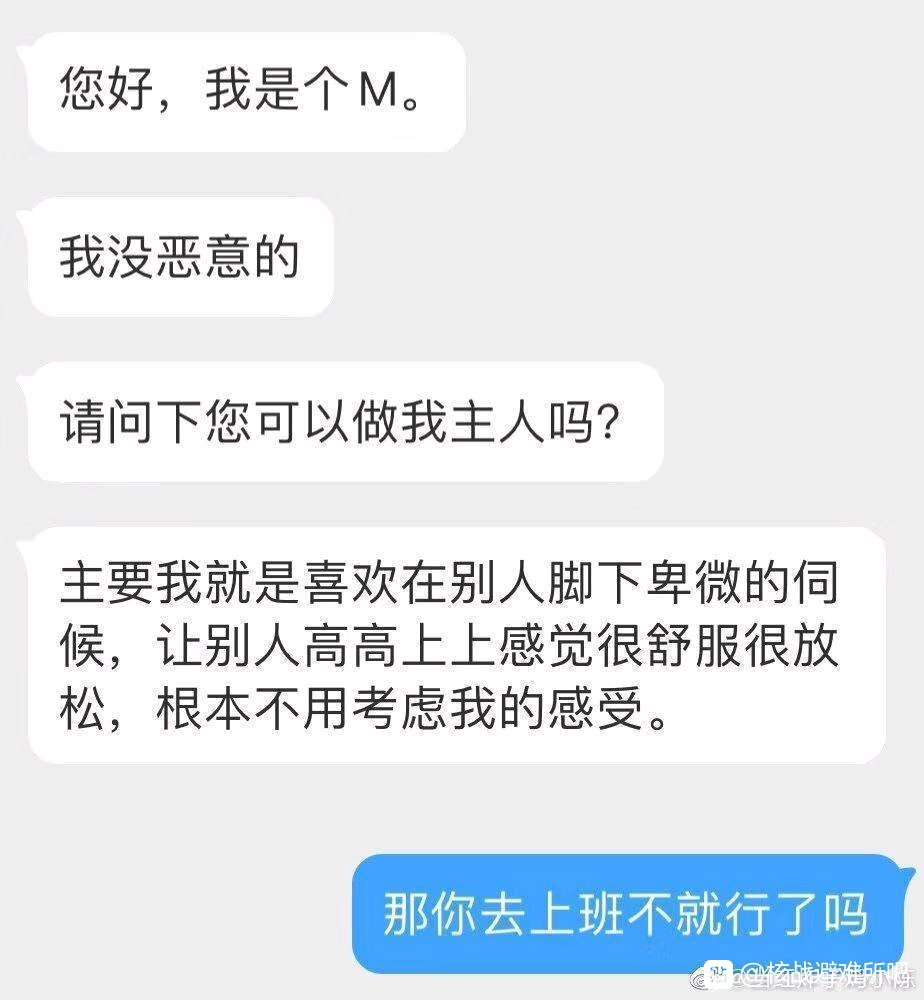 您好，我是个M。
我没恶意的
请问下您可以做我主人吗？
主要我就是喜欢在别人脚下卑微的伺
候，让别人高高上上感觉很舒服很放
松，根本不用考虑我的感受。
那你去上班不就行了吗
@核战避难所吧